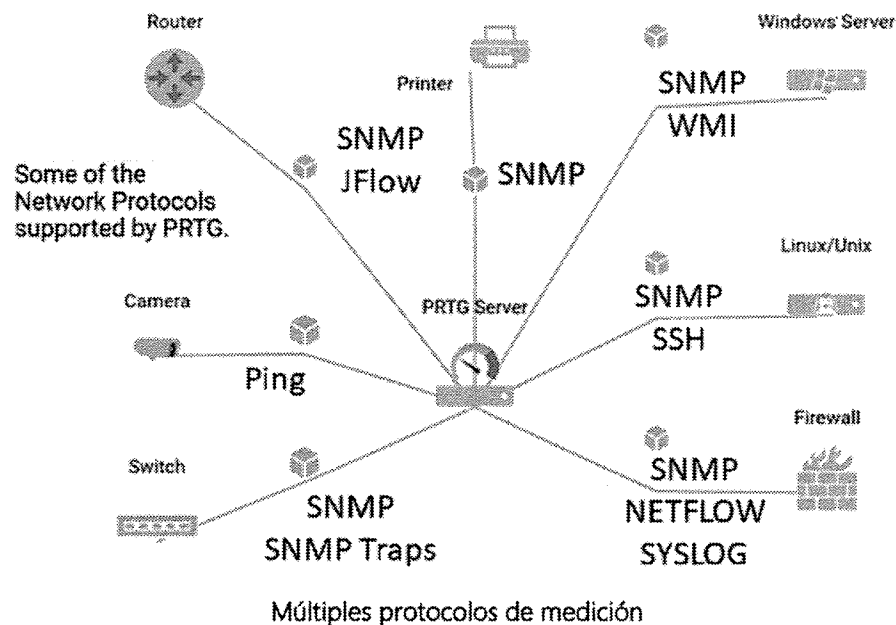 Router
Printer
Windows Server
SNMP
JFlow
SNMP
SNMP
WMI
Some of the
Network Protocols
supported by PRTG.
Camera
Ping
PRTG Server
Linux/Unix
SNMP
SSH
Switch
SNMP
SNMP Traps
Firewall
SNMP
NETFLOW
SYSLOG
Múltiples protocolos de medición